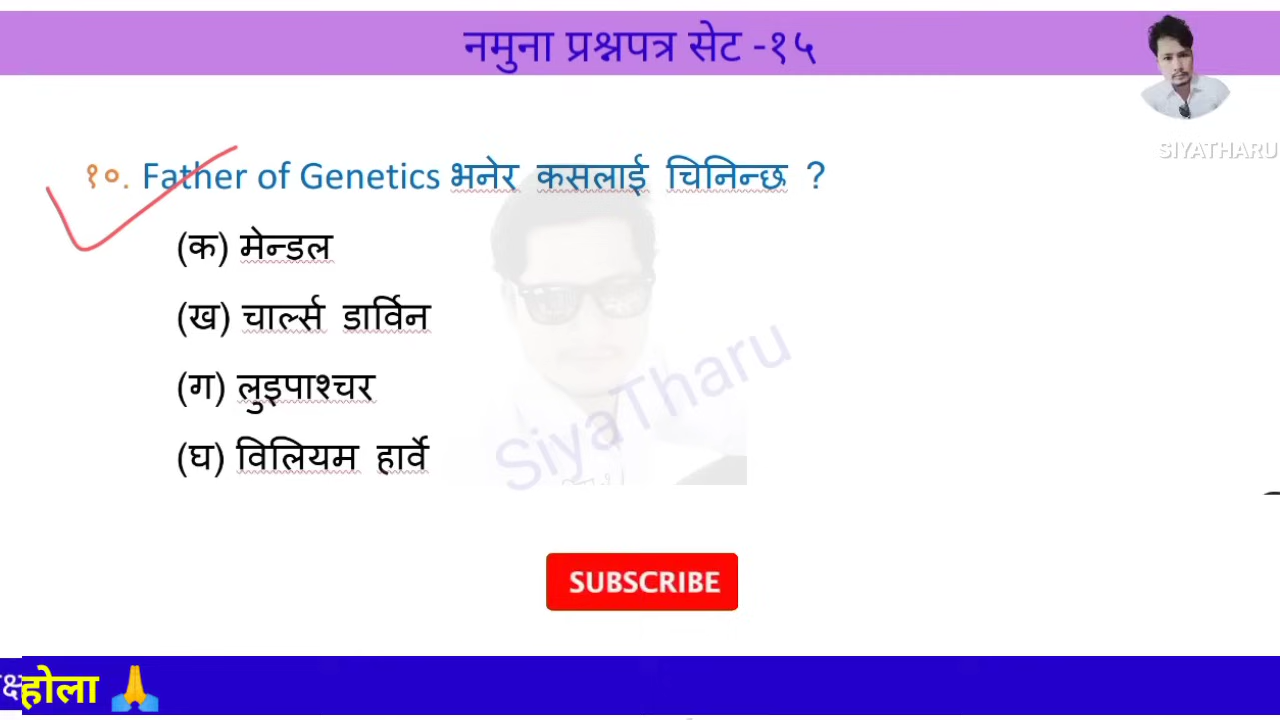 नमुना प्रश्नपत्र सेट -१५
SIYATHARU
१०. Father of Genetics भनेर कसलाई चिनिन्छ ?
(क) मेन्डल
(ख) चार्ल्स डार्विन
(ग) लुइपाश्चर
(घ) विलियम हार्वे
SiyaTharu
SUBSCRIBE
होला 🙏